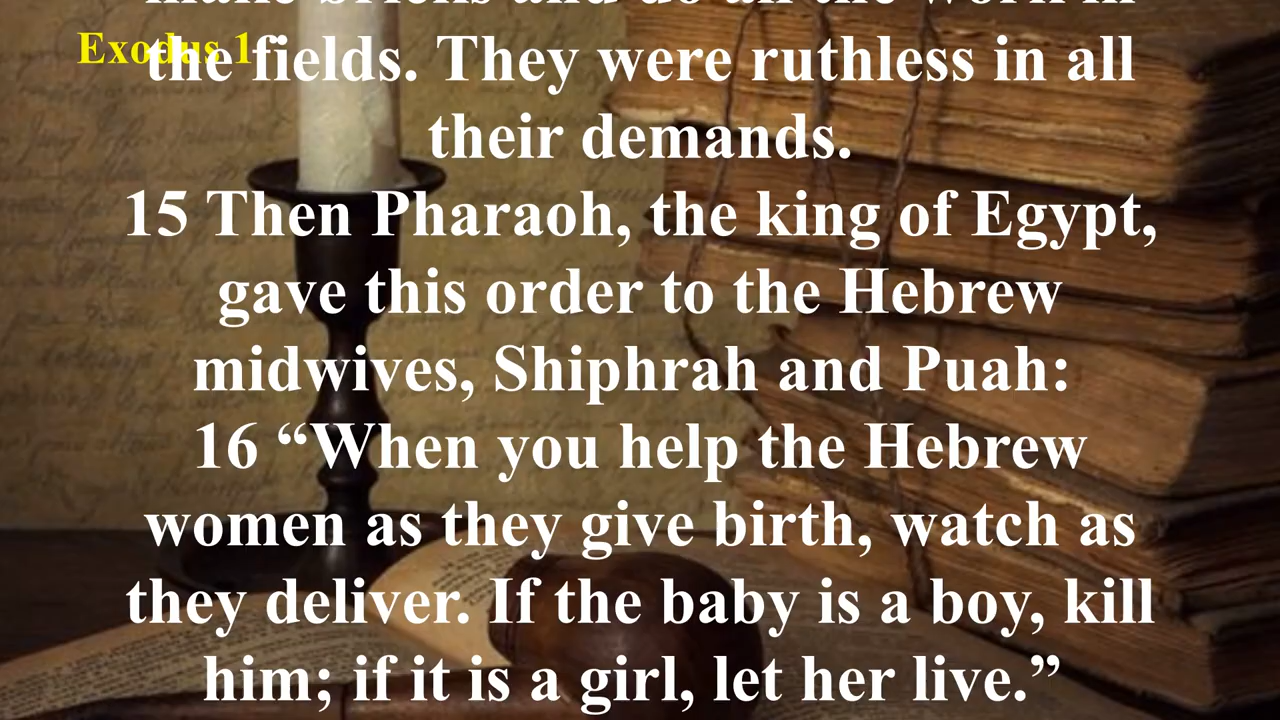 Exodus 1
the fields. They were ruthless in all
their demands.
15 Then Pharaoh, the king of Egypt,
gave this order to the Hebrew
midwives, Shiphrah and Puah:
16 “When you help the Hebrew
women as they give birth, watch as
they deliver. If the baby is a boy, kill
him; if it is a girl, let her live.”